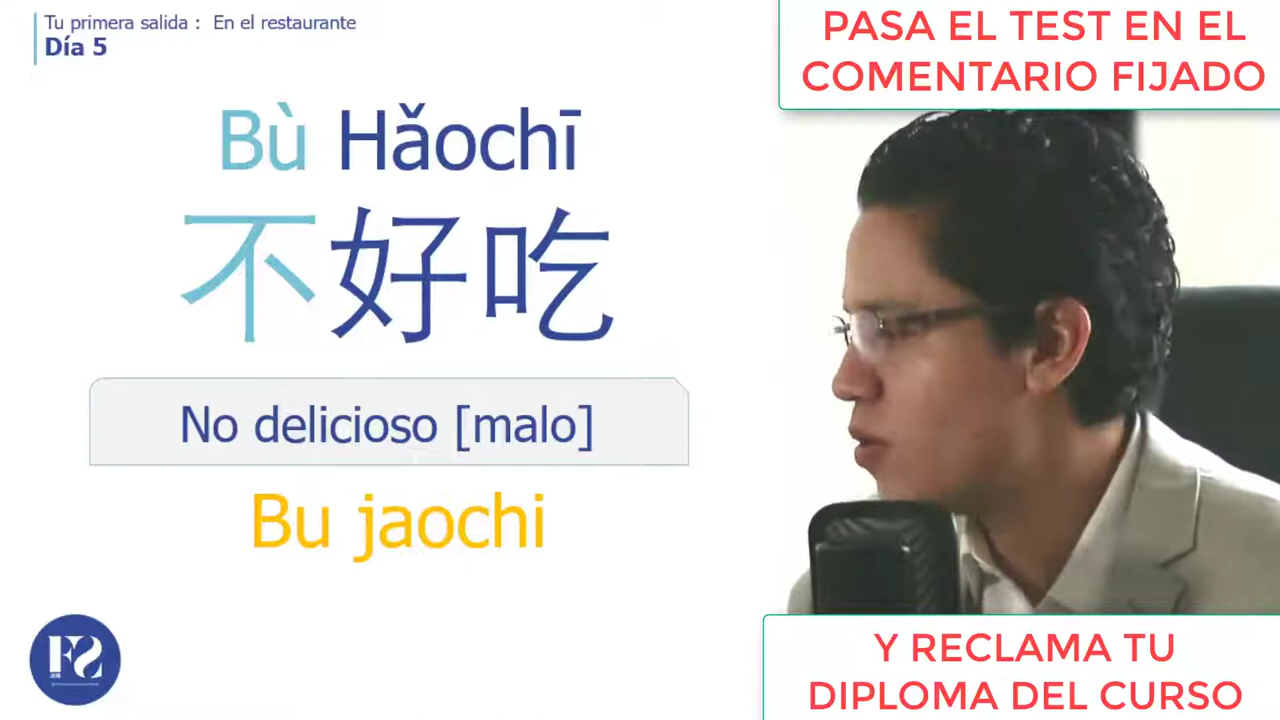 Tu primera salida : En el restaurante
Día 5
Bù Hǎochī
不好吃
No delicioso [malo]
Bu jaochi
PASA EL TEST EN EL
COMENTARIO FIJADO
Y RECLAMA TU
DIPLOMA DEL CURSO